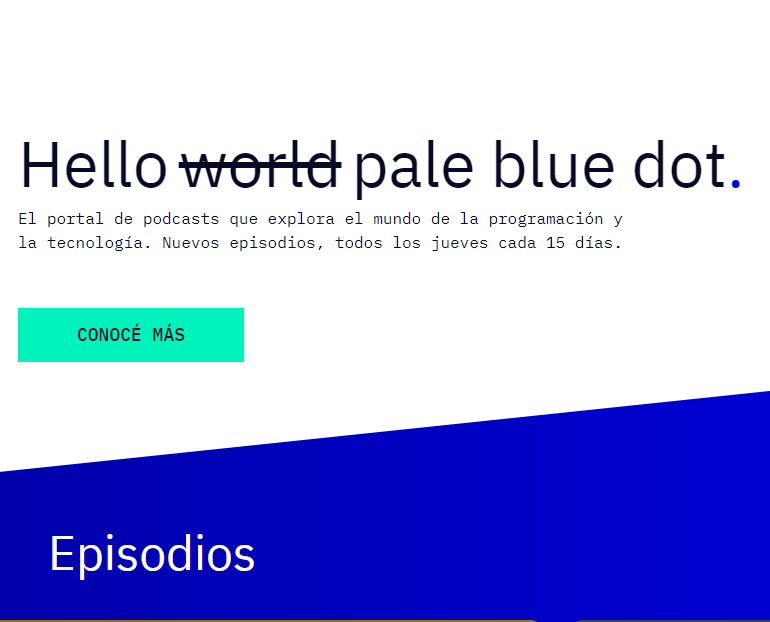 Hello world pale blue dot.
El portal de podcasts que explora el mundo de la programación y
la tecnología. Nuevos episodios, todos los jueves cada 15 días.
CONOCÉ MÁS
Episodios